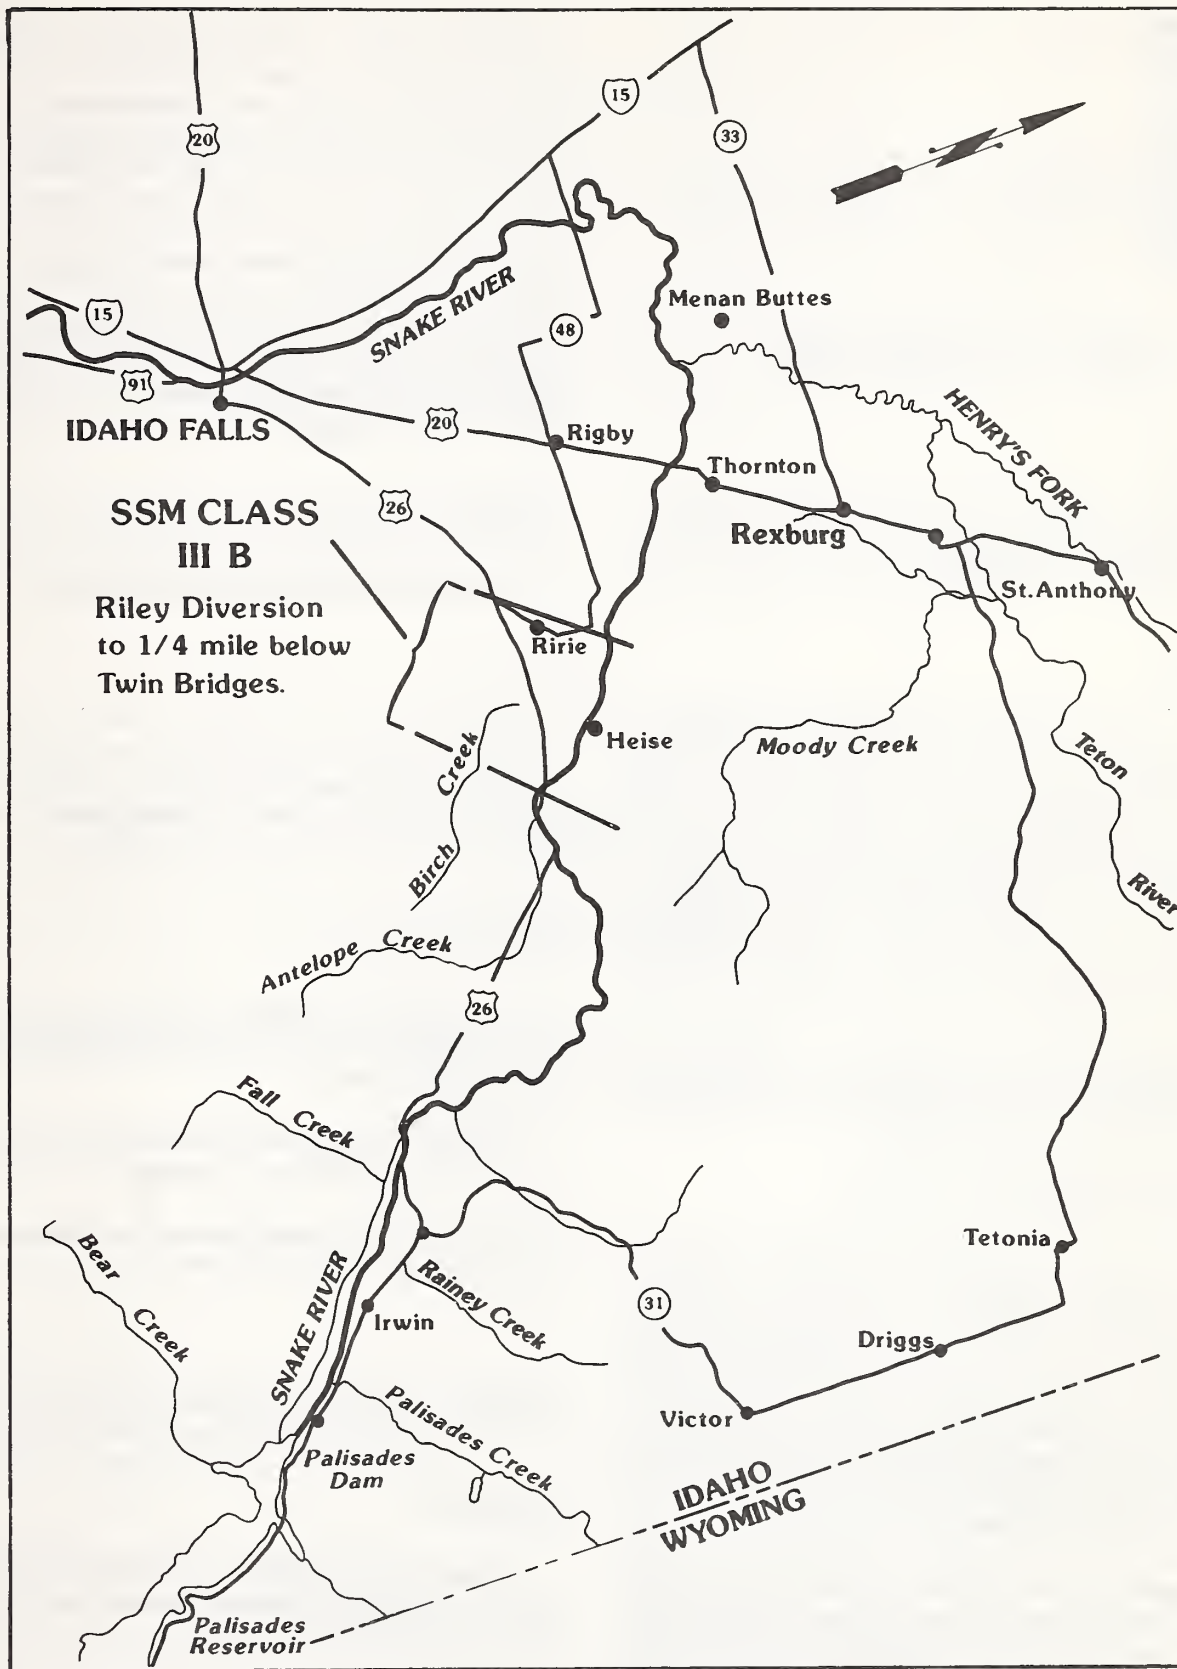 15
20
33
15
SNAKE RIVER
Menan Buttes
48
91
IDAHO FALLS
20
Rigby
HENRY'S FORK
Thornton
26
SSM CLASS
III B
Rexburg
Riley Diversion
to 1/4 mile below
Twin Bridges.
St. Anthony
Ririe
Heise
Moody Creek
Teton
River
Birch Creek
Antelope Creek
26
Fall Creek
Bear
Creek
SNAKE RIVER
Rainey Creek
Irwin
31
Tetonia
Driggs
Victor
Palisades Creek
Palisades
Dam
IDAHO
WYOMING
Palisades
Reservoir